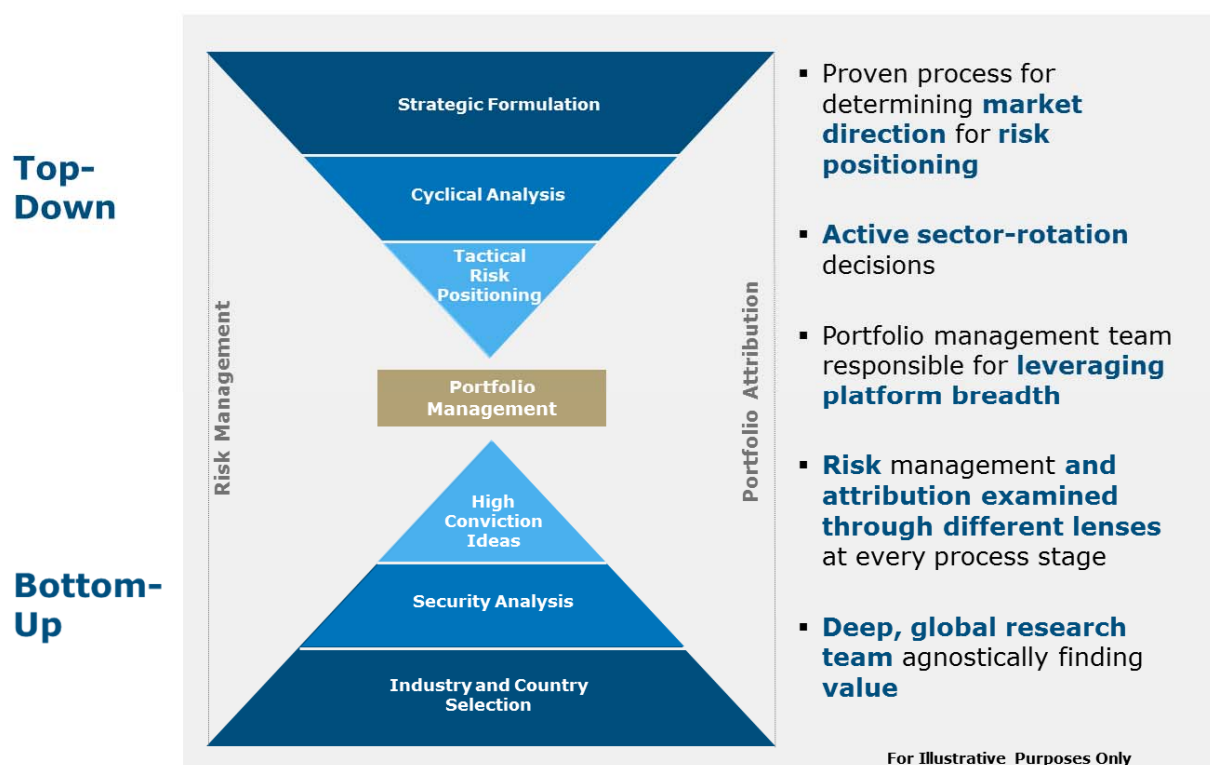 Top-
Down
Bottom-
Up
Risk Management
Strategic Formulation
Cyclical Analysis
Tactical
Risk
Positioning
Portfolio
Management
High
Conviction
Ideas
Security Analysis
Industry and Country
Selection
Portfolio Attribution
▪ Proven process for
determining market
direction for risk
positioning
▪ Active sector-rotation
decisions
▪ Portfolio management team
responsible for leveraging
platform breadth
▪ Risk management and
attribution examined
through different lenses
at every process stage
▪ Deep, global research
team agnostically finding
value
For Illustrative Purposes Only